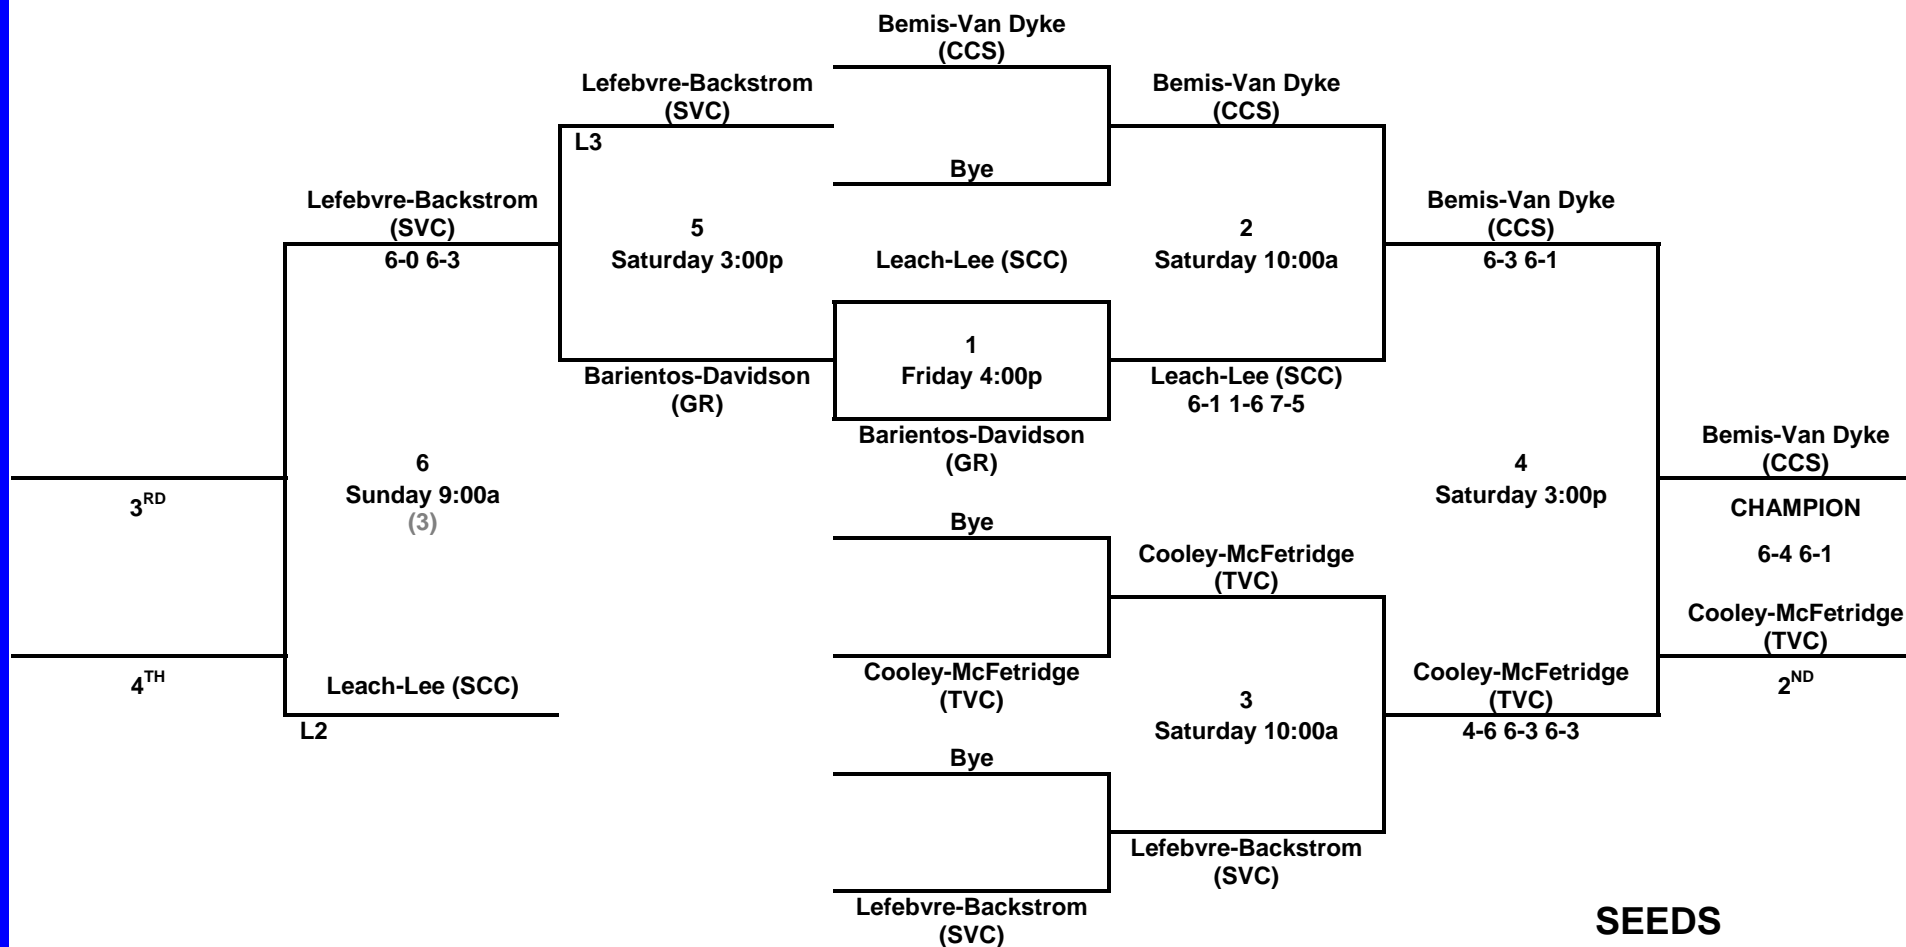 Bemis-Van Dyke
(CCS)
Lefebvre-Backstrom
(SVC)
Bemis-Van Dyke
(CCS)
L3
Bye
Lefebvre-Backstrom
(SVC)
6-0 6-3
5
Saturday 3:00p
Leach-Lee (SCC)
2
Saturday 10:00a
Bemis-Van Dyke
(CCS)
6-3 6-1
1
Friday 4:00p
Barientos-Davidson
(GR)
Leach-Lee (SCC)
6-1 1-6 7-5
Barientos-Davidson
(GR)
6
Sunday 9:00a
(3)
4
Saturday 3:00p
Bemis-Van Dyke
(CCS)
3RD
CHAMPION
6-4 6-1
Bye
Cooley-McFetridge
(TVC)
Cooley-McFetridge
(TVC)
4TH
Leach-Lee (SCC)
L2
Cooley-McFetridge
(TVC)
3
Saturday 10:00a
Cooley-McFetridge
(TVC)
4-6 6-3 6-3
2ND
Bye
Lefebvre-Backstrom
(SVC)
Lefebvre-Backstrom
(SVC)
SEEDS